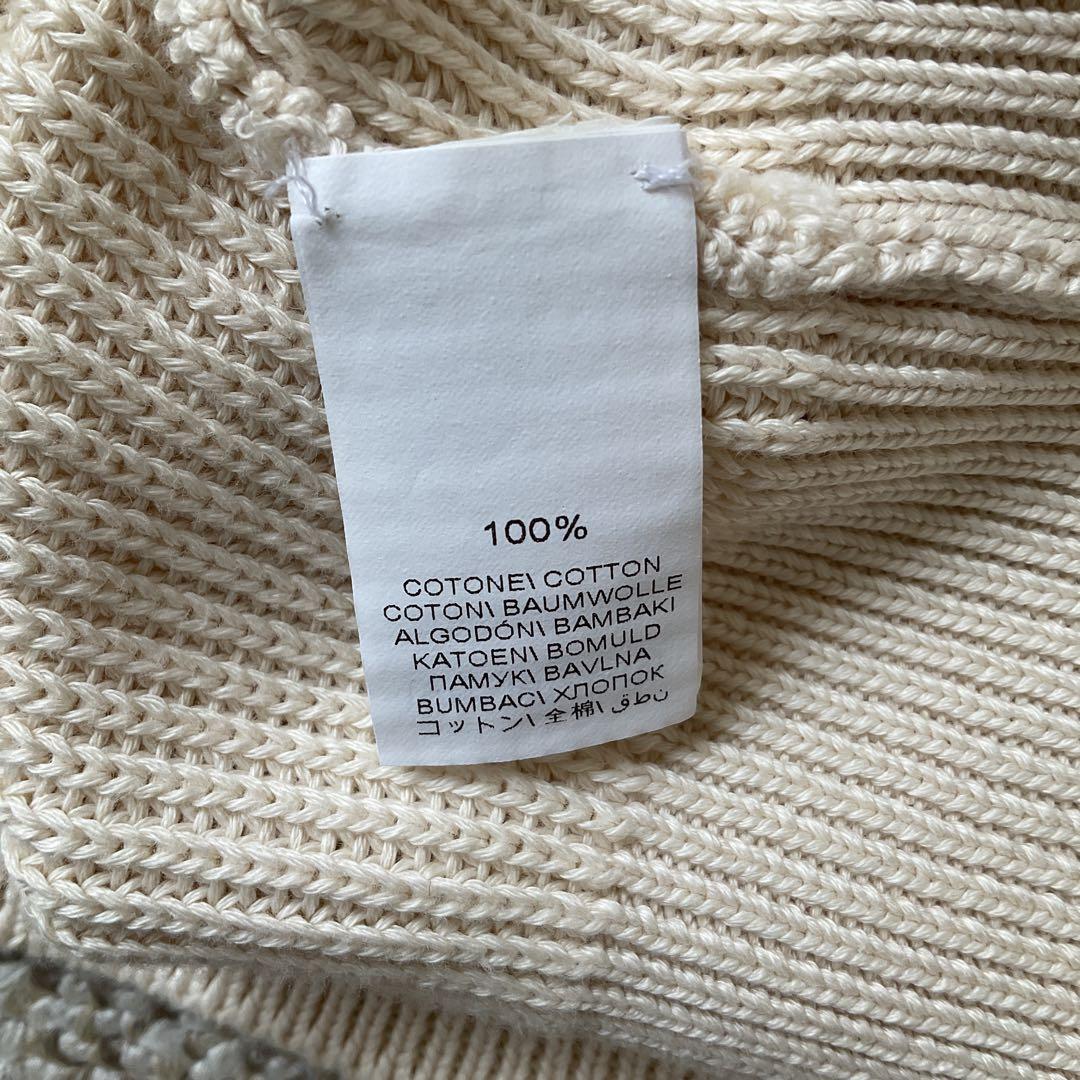 100%
COTONE\ COTTON
COTON\ BAUMWOLLE
ALGODÓN\ BAMBAKI
KATOEN\ BOMULD
ПАМУК\ BAVLNA
BUMBAC\ ХЛОПОК
コットン\ 全棉\ قطن